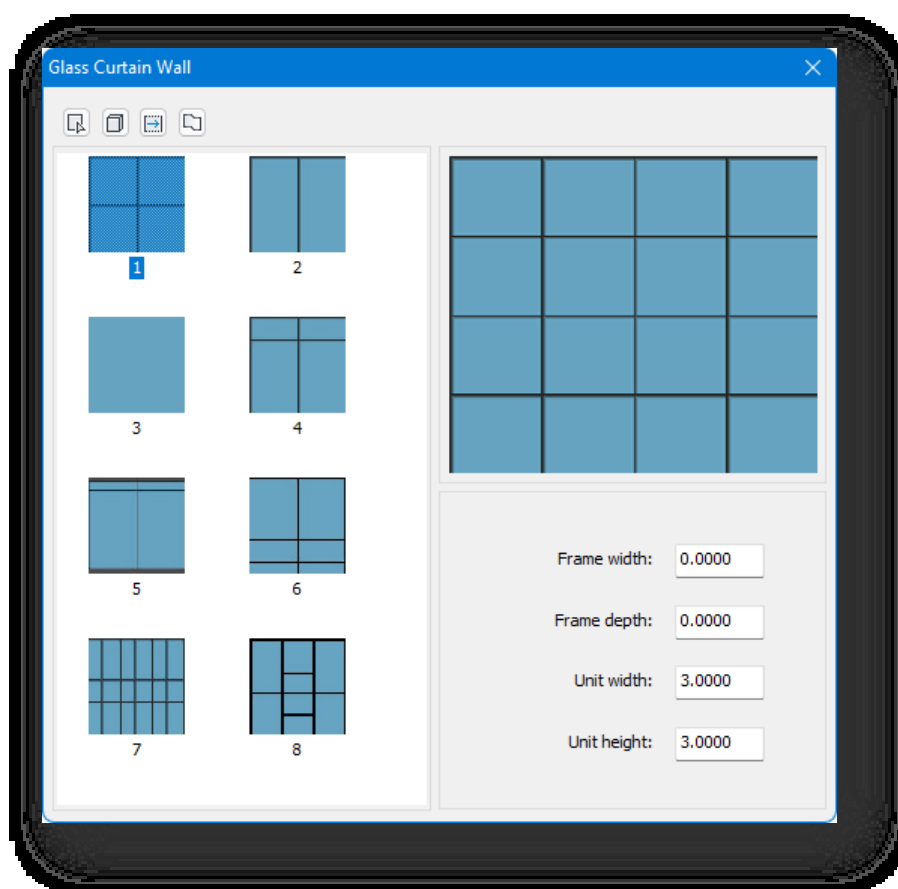 Glass Curtain Wall
1
2
3
4
5
6
7
8
Frame width: 0.0000
Frame depth: 0.0000
Unit width: 3.0000
Unit height: 3.0000